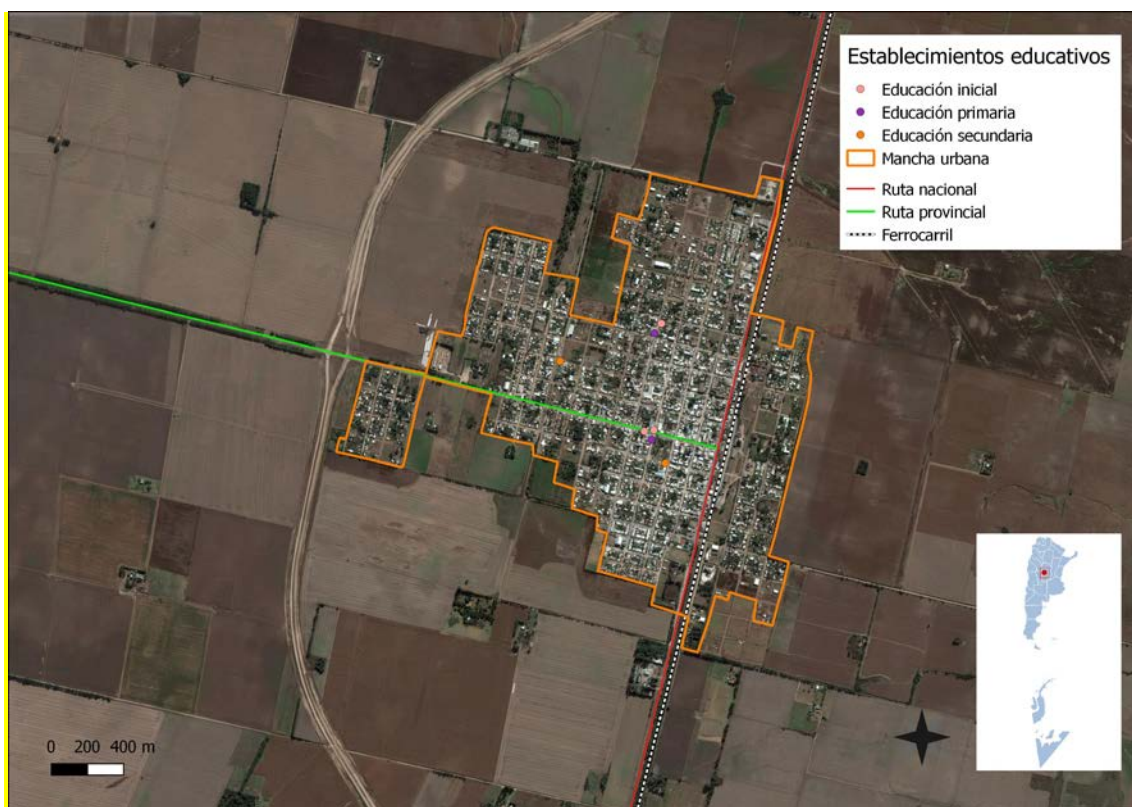 Establecimientos educativos
Educación inicial
Educación primaria
Educación secundaria
Mancha urbana
Ruta nacional
Ruta provincial
Ferrocarril
0 200 400 m